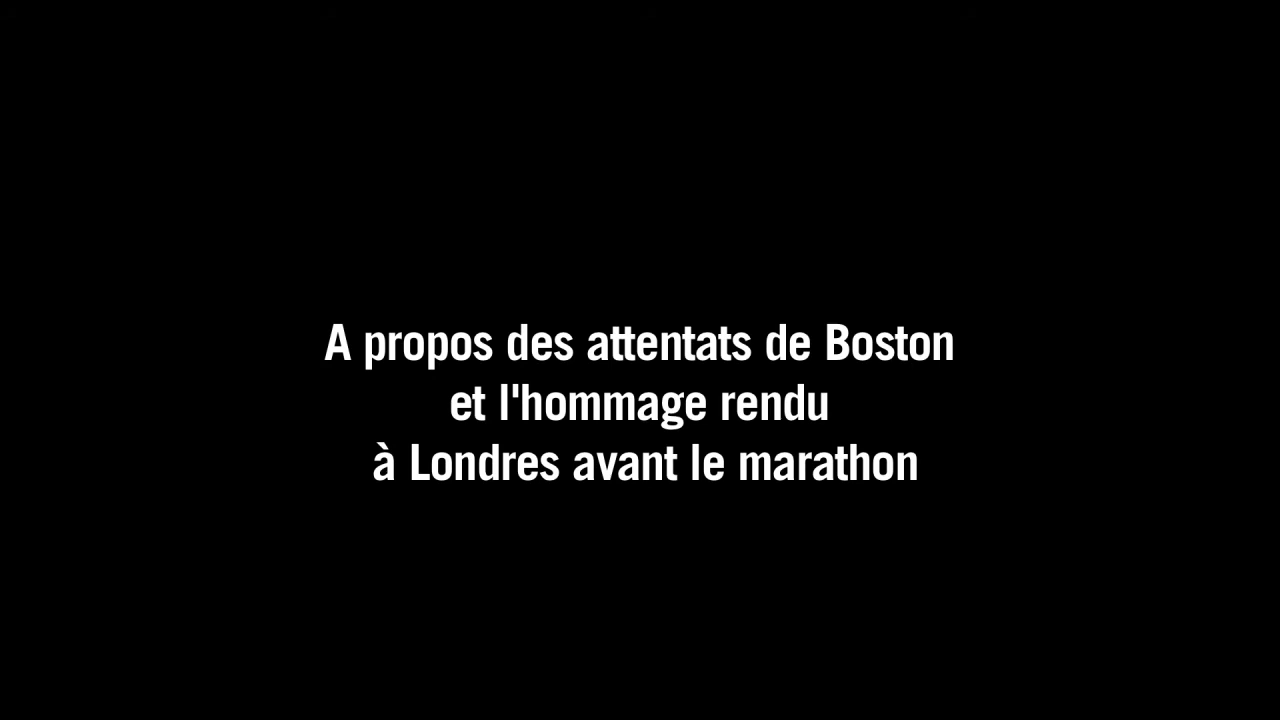 A propos des attentats de Boston
et l'hommage rendu
à Londres avant le marathon